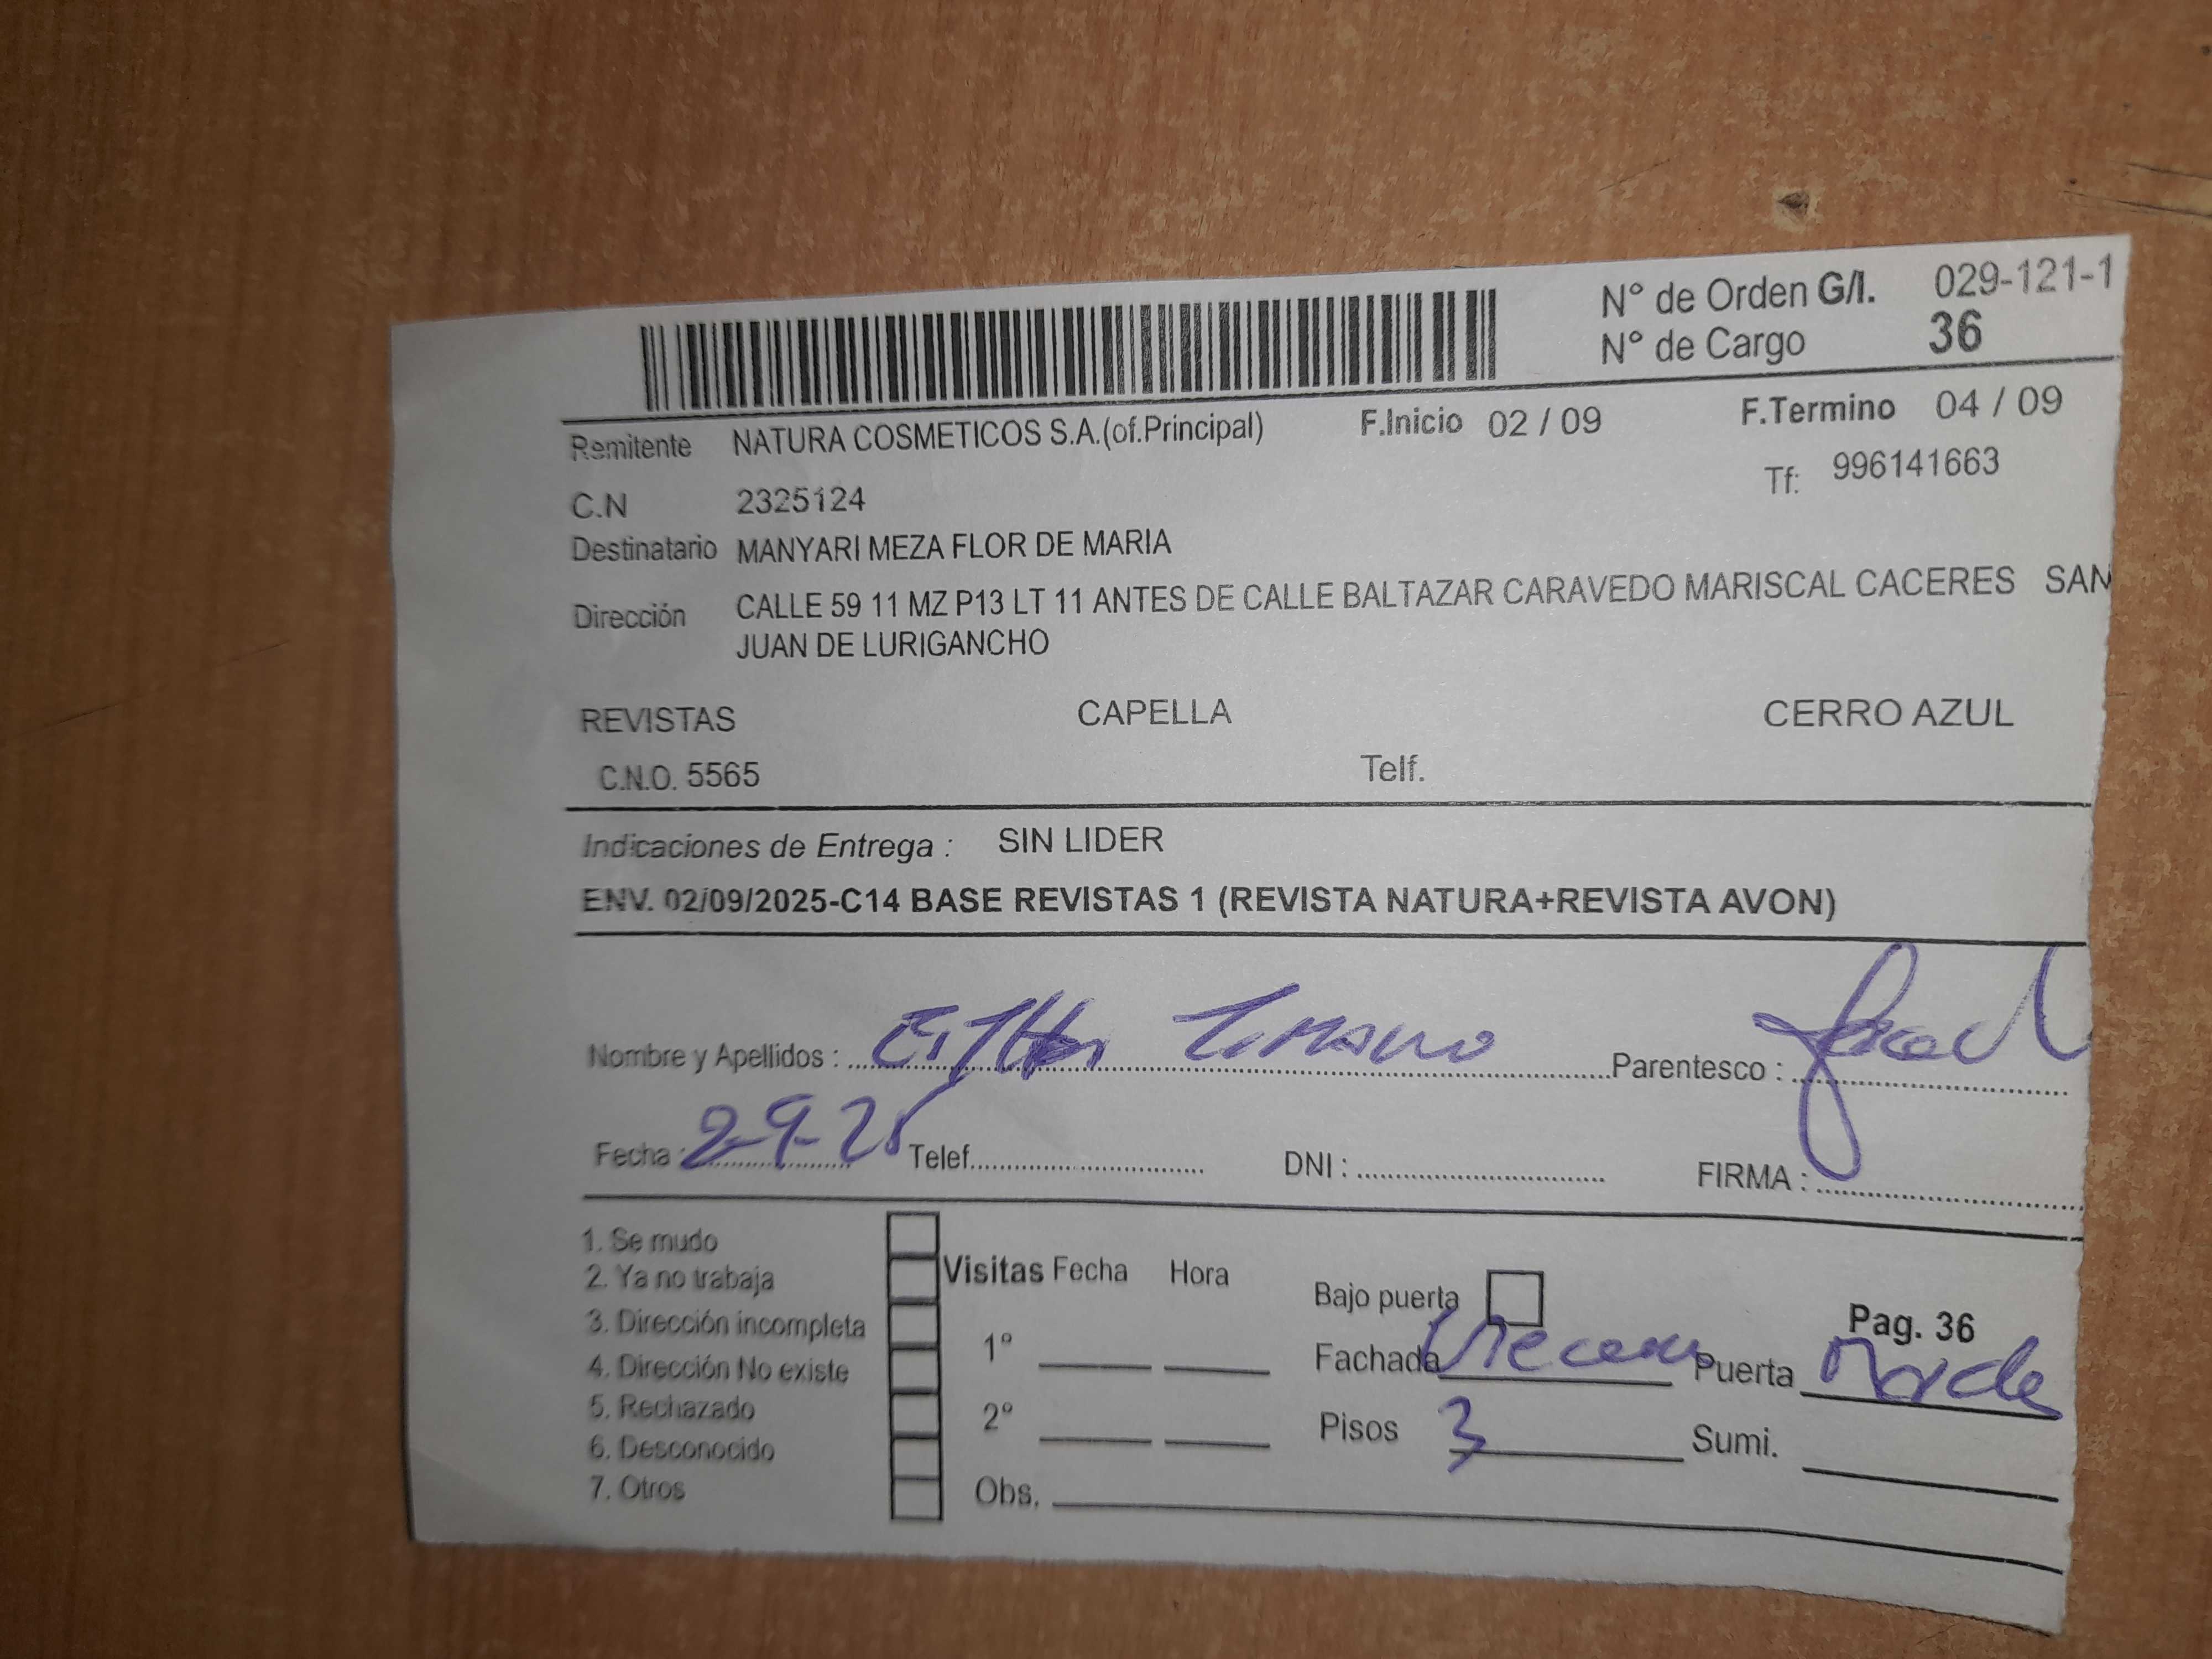 N° de Orden G/I. 029-121-1
N° de Cargo 36
Remitente NATURA COSMETICOS S.A.(of.Principal) F.Inicio 02 / 09 F.Termino 04 / 09
C.N 2325124 Tf: 996141663
Destinatario MANYARI MEZA FLOR DE MARIA
Dirección CALLE 59 11 MZ P13 LT 11 ANTES DE CALLE BALTAZAR CARAVEDO MARISCAL CACERES SAN
JUAN DE LURIGANCHO
REVISTAS CAPELLA CERRO AZUL
C.N.O. 5565 Telf.
Indicaciones de Entrega : SIN LIDER
ENV. 02/09/2025-C14 BASE REVISTAS 1 (REVISTA NATURA+REVISTA AVON)
Nombre y Apellidos : Parentesco :
Fecha : 2-9-25 Telef. DNI : FIRMA :
1. Se mudo
2. Ya no trabaja
3. Dirección incompleta
4. Dirección No existe
5. Rechazado
6. Desconocido
7. Otros
Visitas Fecha Hora
1°
2°
Obs.
Bajo puerta
Pag. 36
Fachada Puerta
Pisos 3 Sumi.